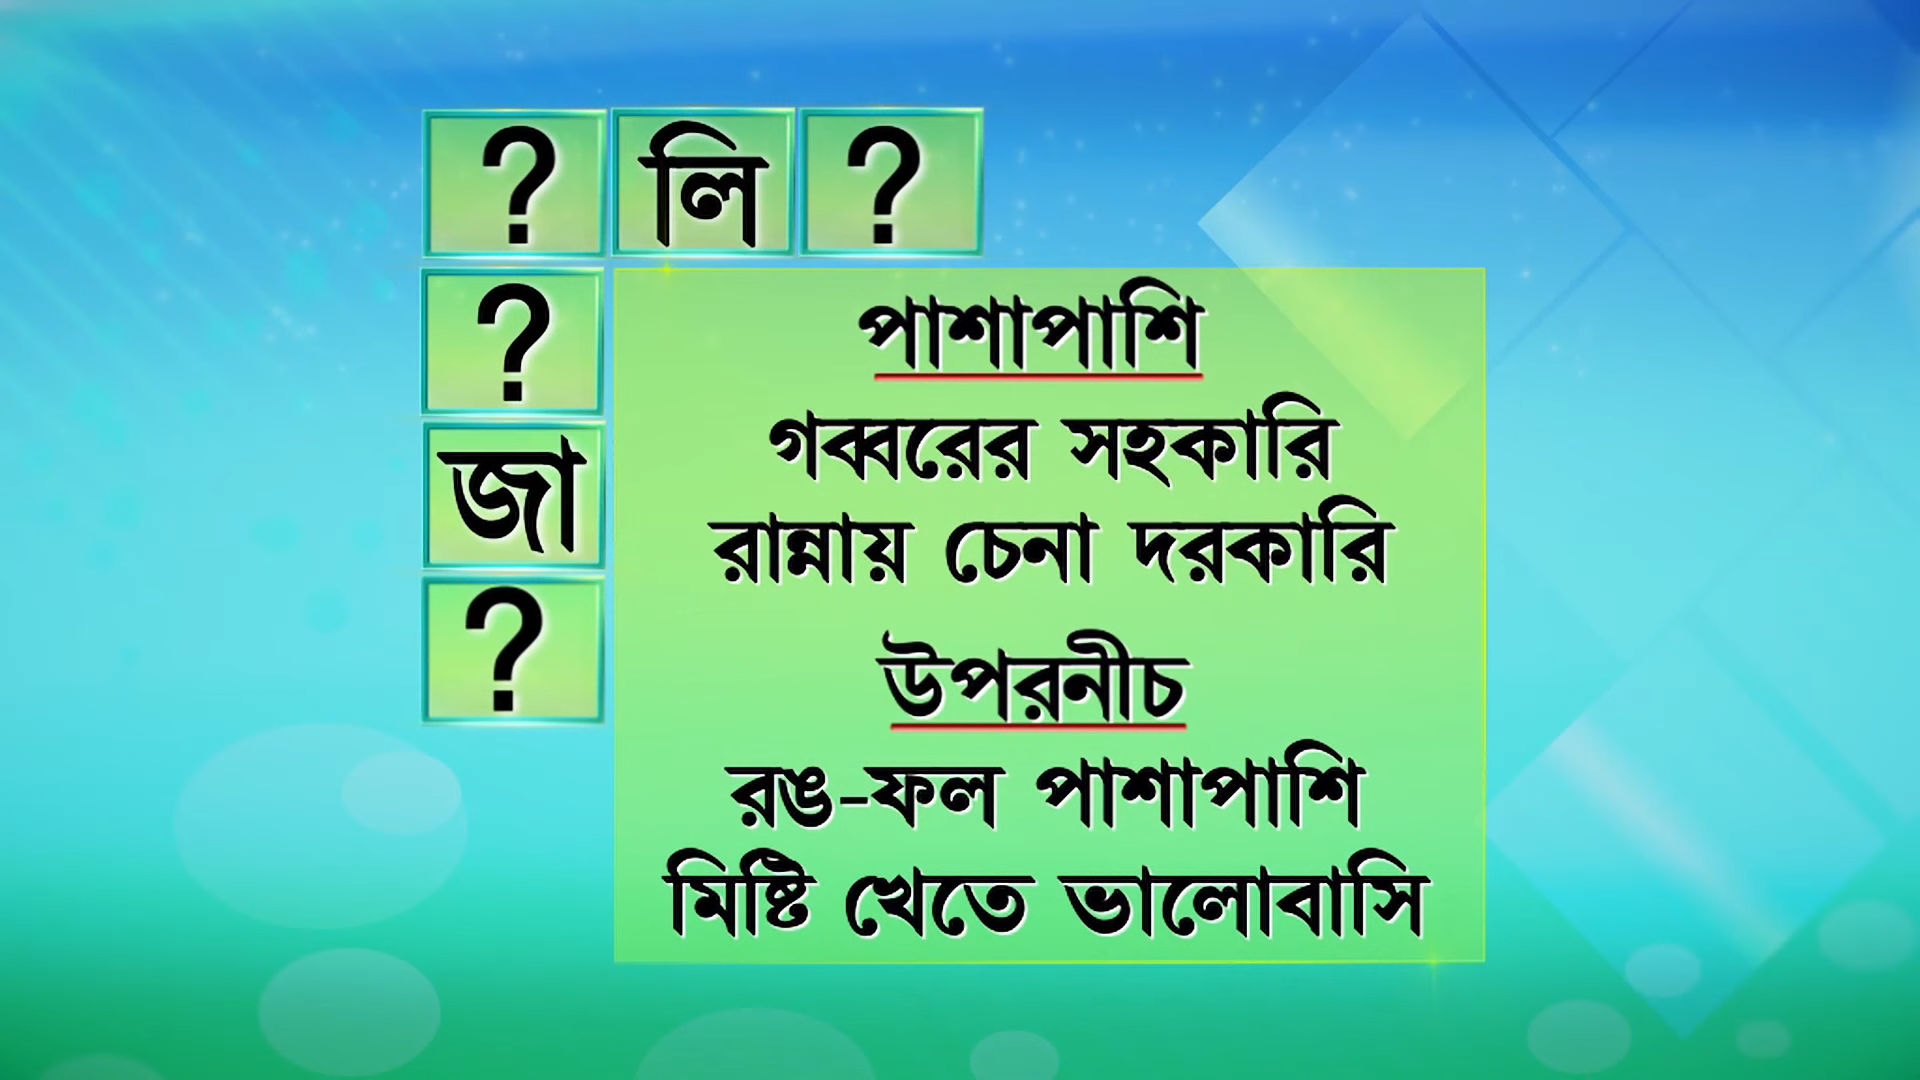 ? লি ?
?
জা
?
পাশাপাশি
গব্বরের সহকারি
রান্নায় চেনা দরকারি
উপরনীচ
রঙ-ফল পাশাপাশি
মিষ্টি খেতে ভালোবাসি